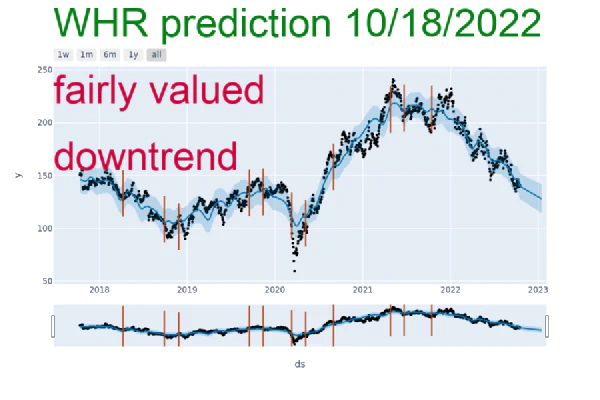 WHR prediction 10/18/2022
1w 1m 6m 1y all
250
fairly valued
200
y
downtrend
150
100
50
2018 2019 2020 2021 2022 2023
ds